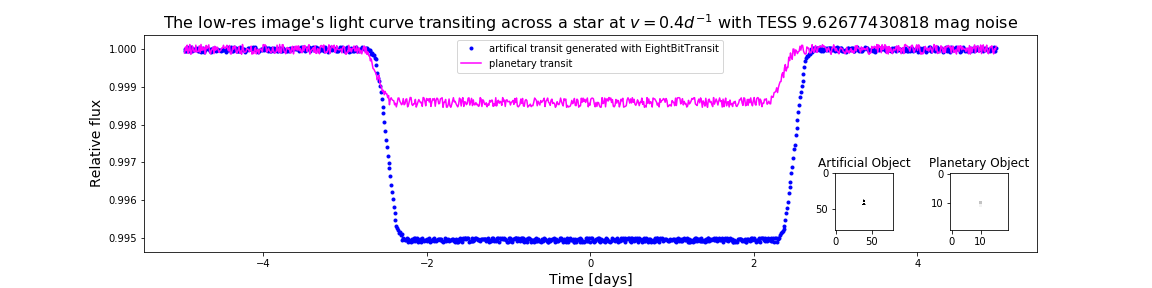 The low-res image's light curve transiting across a star at v = 0.4d⁻¹ with TESS 9.62677430818 mag noise
artifical transit generated with EightBitTransit
planetary transit
Relative flux
1.000
0.999
0.998
0.997
0.996
0.995
Artificial Object
Planetary Object
0
50
0
50
0
10
0
10
−4
−2
0
2
4
Time [days]